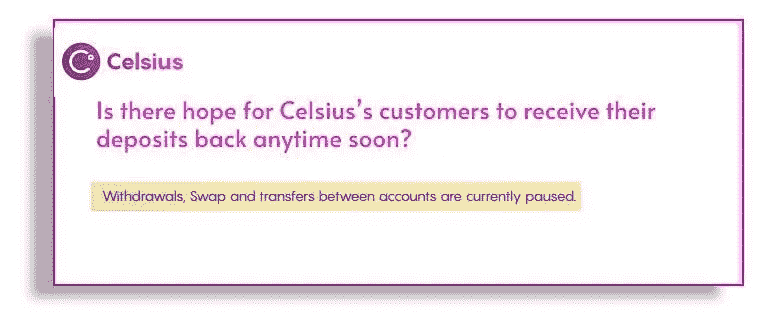 Celsius
Is there hope for Celsius's customers to receive their
deposits back anytime soon?
Withdrawals, Swap and transfers between accounts are currently paused.